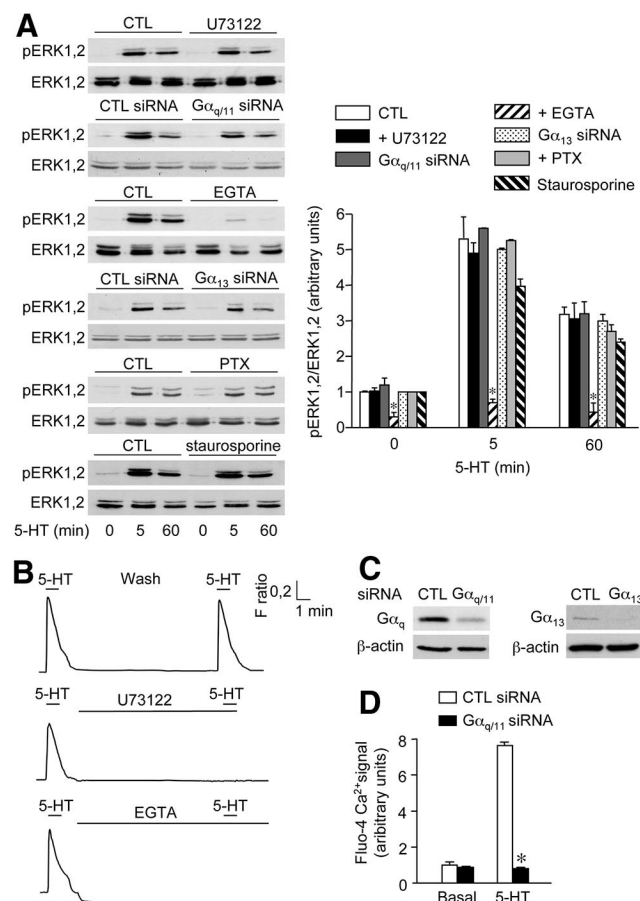 A
CTL U73122
pERK1,2
ERK1,2
CTL siRNA Gαq/11 siRNA
pERK1,2
ERK1,2
CTL EGTA
pERK1,2
ERK1,2
CTL siRNA Gα13 siRNA
pERK1,2
ERK1,2
CTL PTX
pERK1,2
ERK1,2
CTL staurosporine
pERK1,2
ERK1,2
5-HT (min) 0 5 60 0 5 60
CTL
+ U73122
Gαq/11 siRNA
+ EGTA
Gα13 siRNA
+ PTX
Staurosporine
pERK1,2/ERK1,2 (arbitrary units)
6
5
4
3
2
1
0
* * *
0 5 60
5-HT (min)
B
5-HT Wash 5-HT
F ratio
0,2
1 min
5-HT U73122 5-HT
5-HT EGTA 5-HT
C
siRNA CTL Gαq/11
Gαq
β-actin
CTL Gα13
Gα13
β-actin
D
CTL siRNA
Gαq/11 siRNA
Fluo-4 Ca2+signal
(aribitrary units)
8
6
4
2
0
*
Basal 5-HT